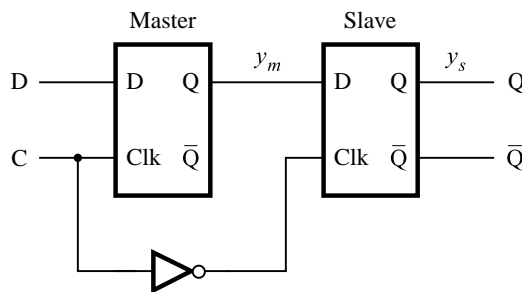 Master Slave
D D Q y_m D Q y_s Q
C Clk Q̅ Clk Q̅ Q̅